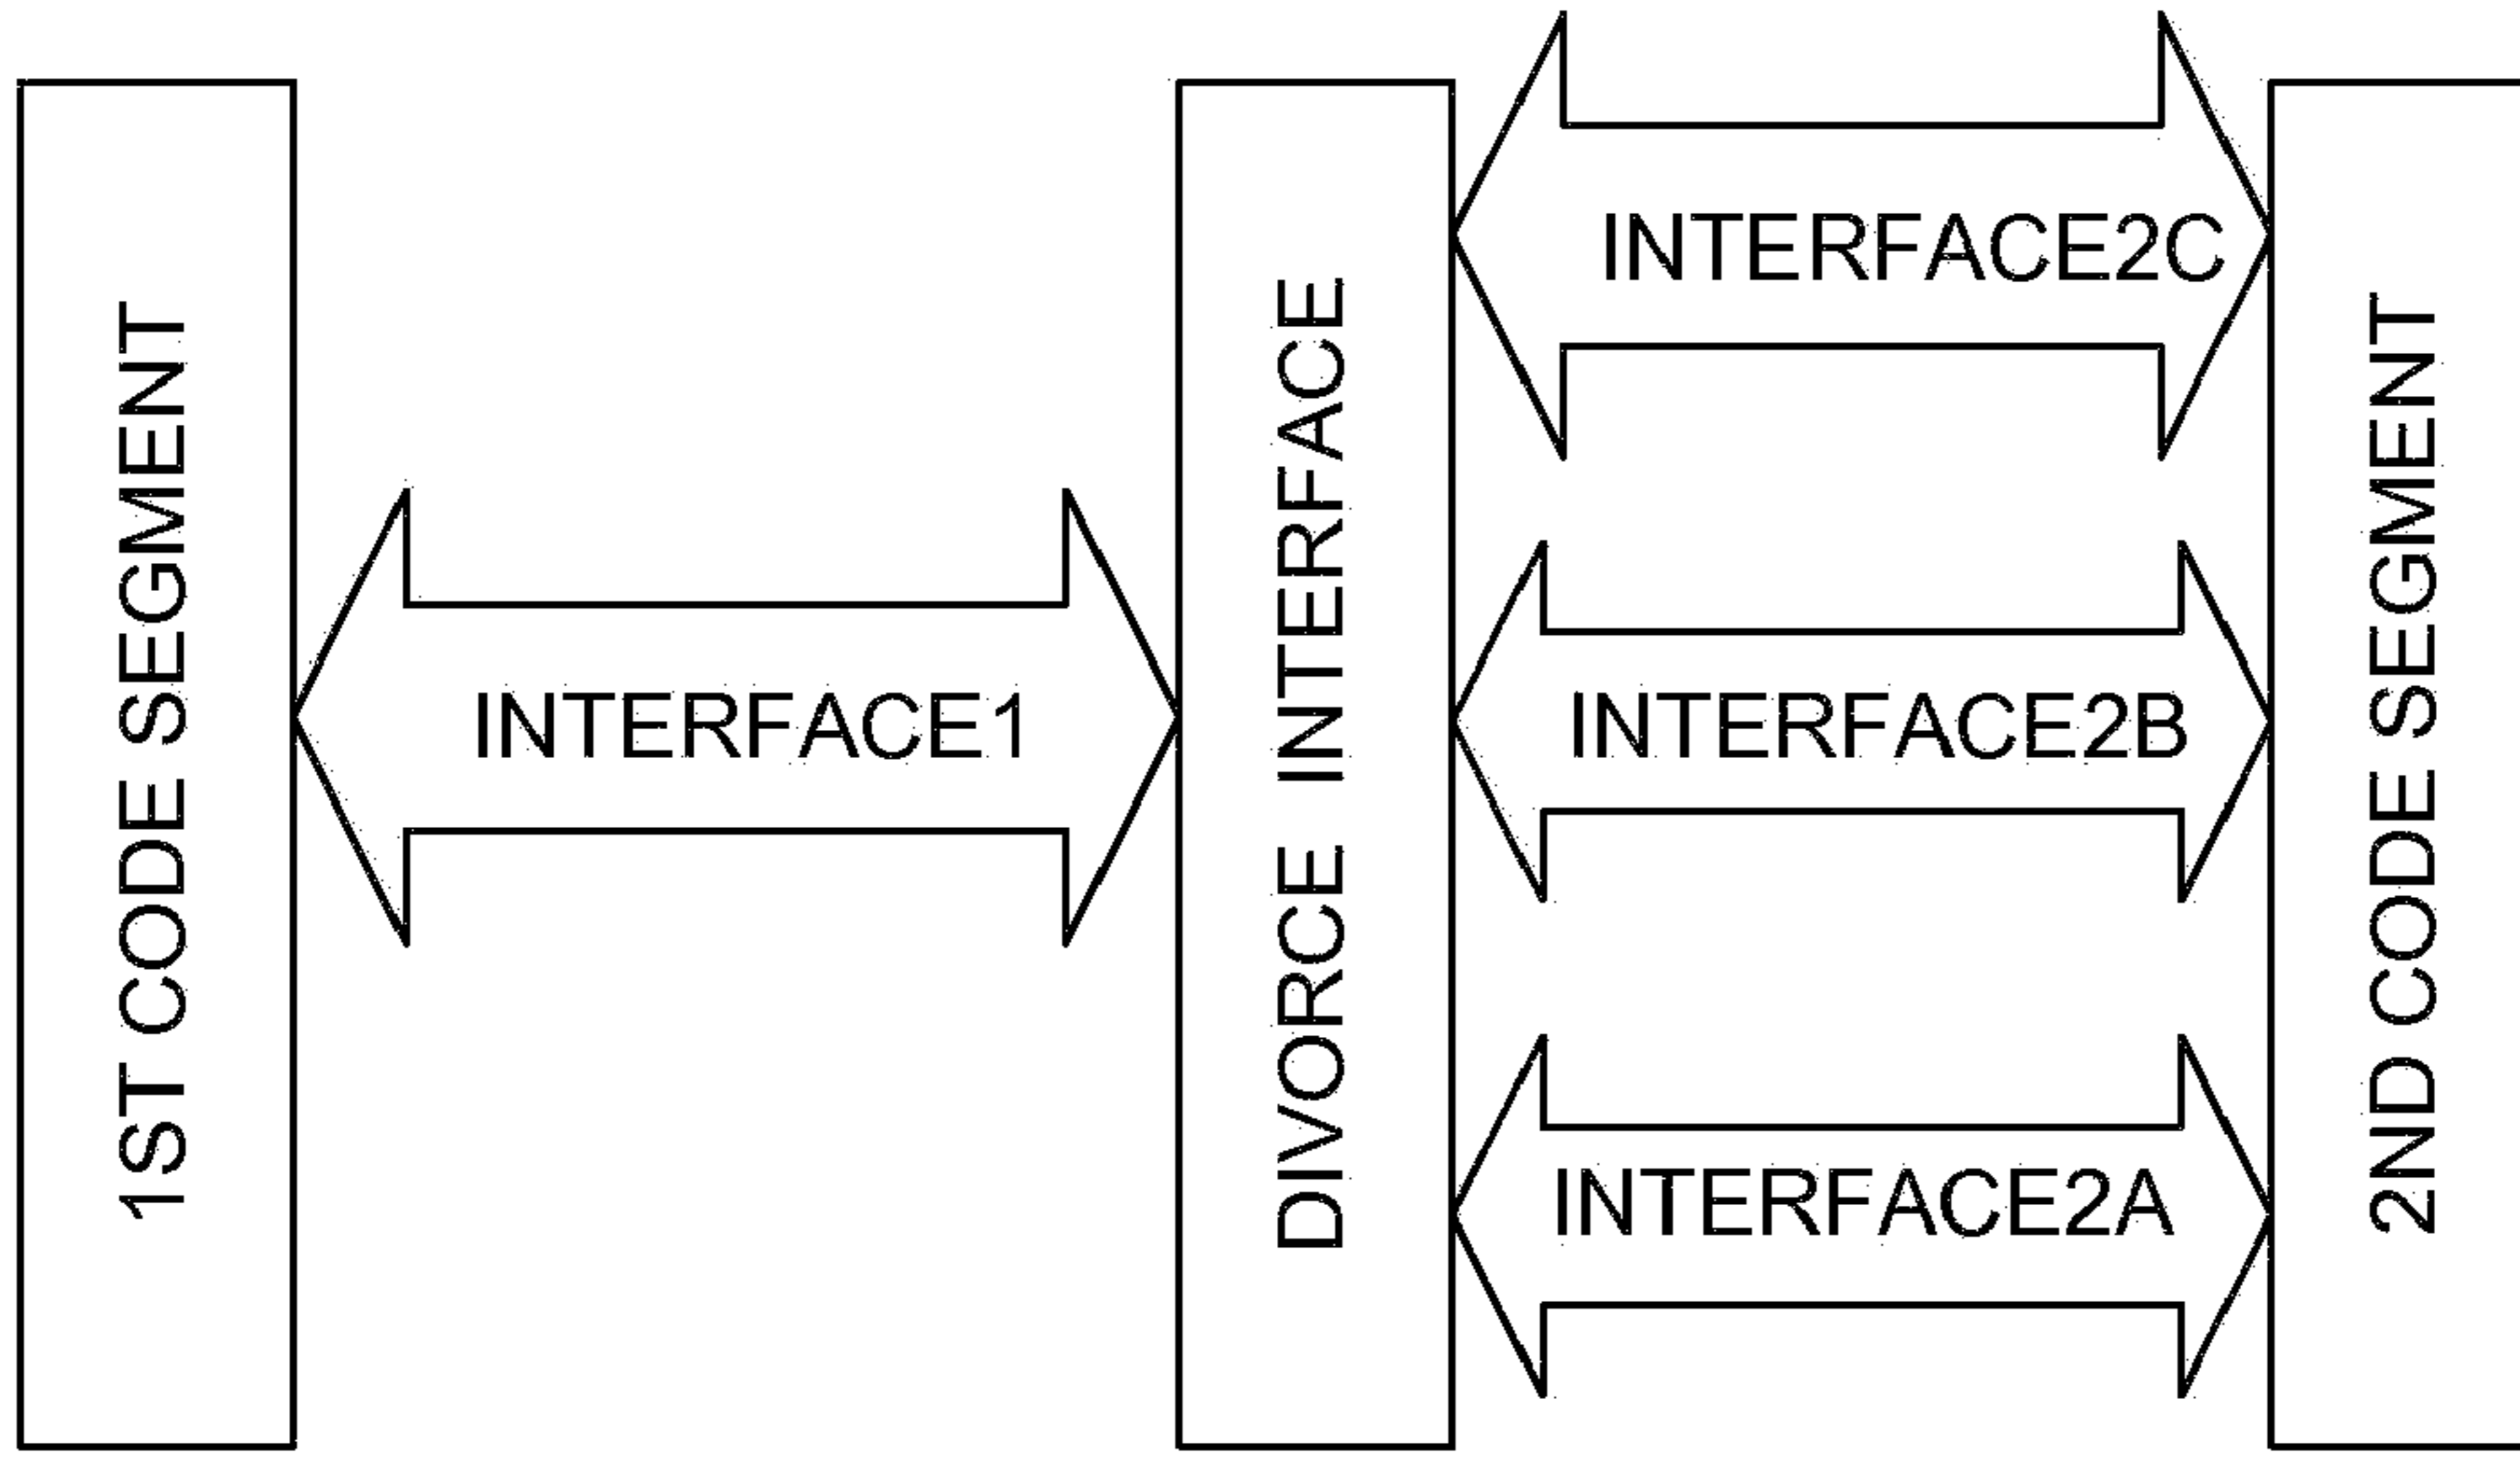 1ST CODE SEGMENT
INTERFACE1
DIVORCE INTERFACE
INTERFACE2C
INTERFACE2B
INTERFACE2A
2ND CODE SEGMENT